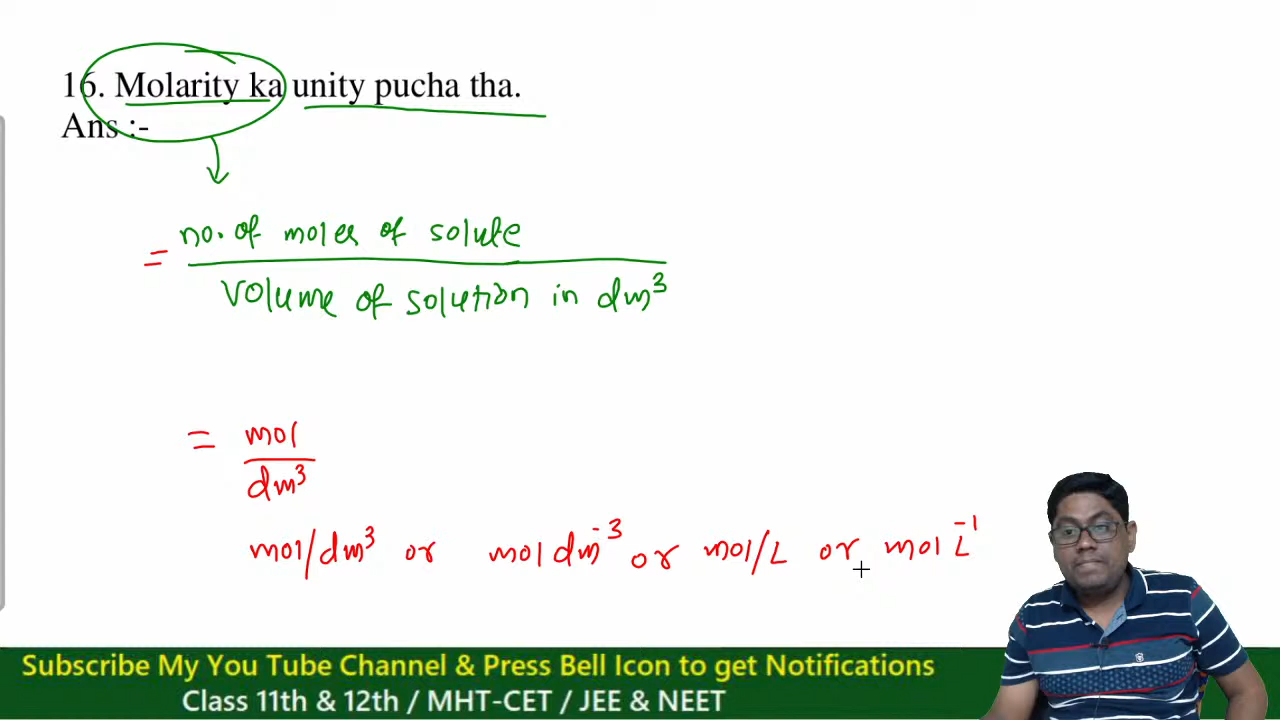 16. Molarity ka unity pucha tha.
Ans :-
= no. of moles of solute
volume of solution in dm³
= mol
dm³
mol/dm³ or mol dm⁻³ or mol/L or mol L⁻¹
Subscribe My You Tube Channel & Press Bell Icon to get Notifications
Class 11th & 12th / MHT-CET / JEE & NEET